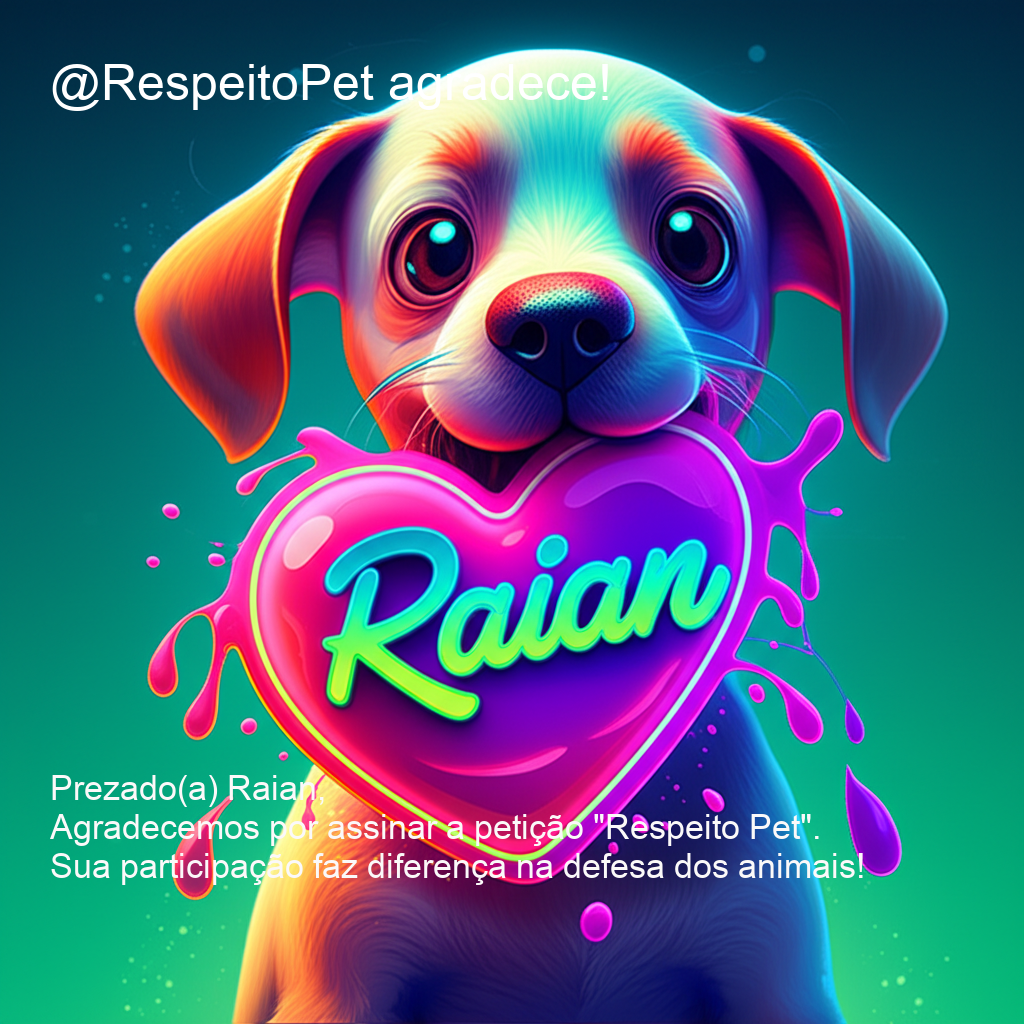 @RespeitoPet agradece!
Raian
Prezado(a) Raian,
Agradecemos por assinar a petição "Respeito Pet".
Sua participação faz diferença na defesa dos animais!